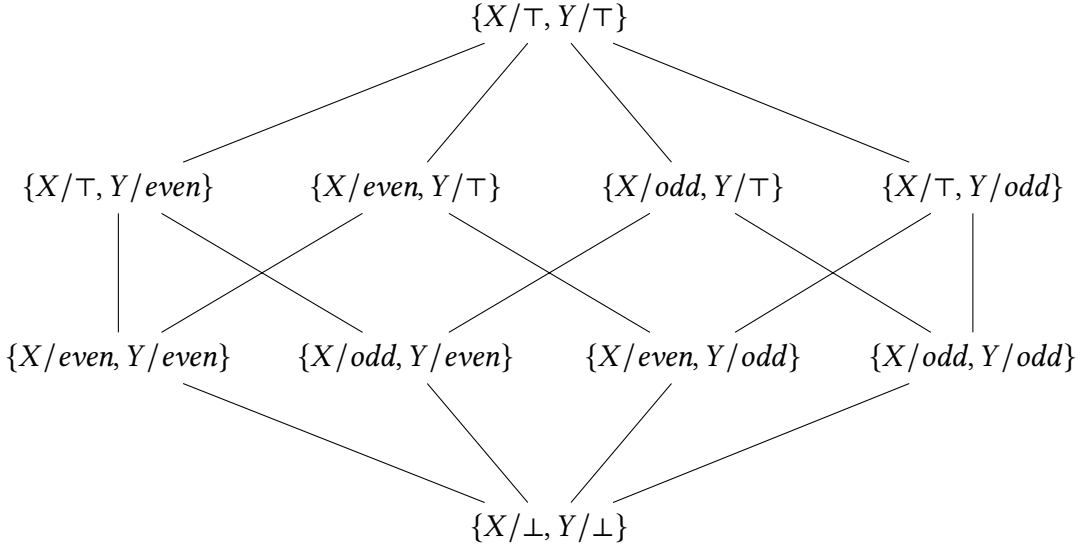 {X/⊤, Y/⊤}
{X/⊤, Y/even} {X/even, Y/⊤} {X/odd, Y/⊤} {X/⊤, Y/odd}
{X/even, Y/even} {X/odd, Y/even} {X/even, Y/odd} {X/odd, Y/odd}
{X/⊥, Y/⊥}